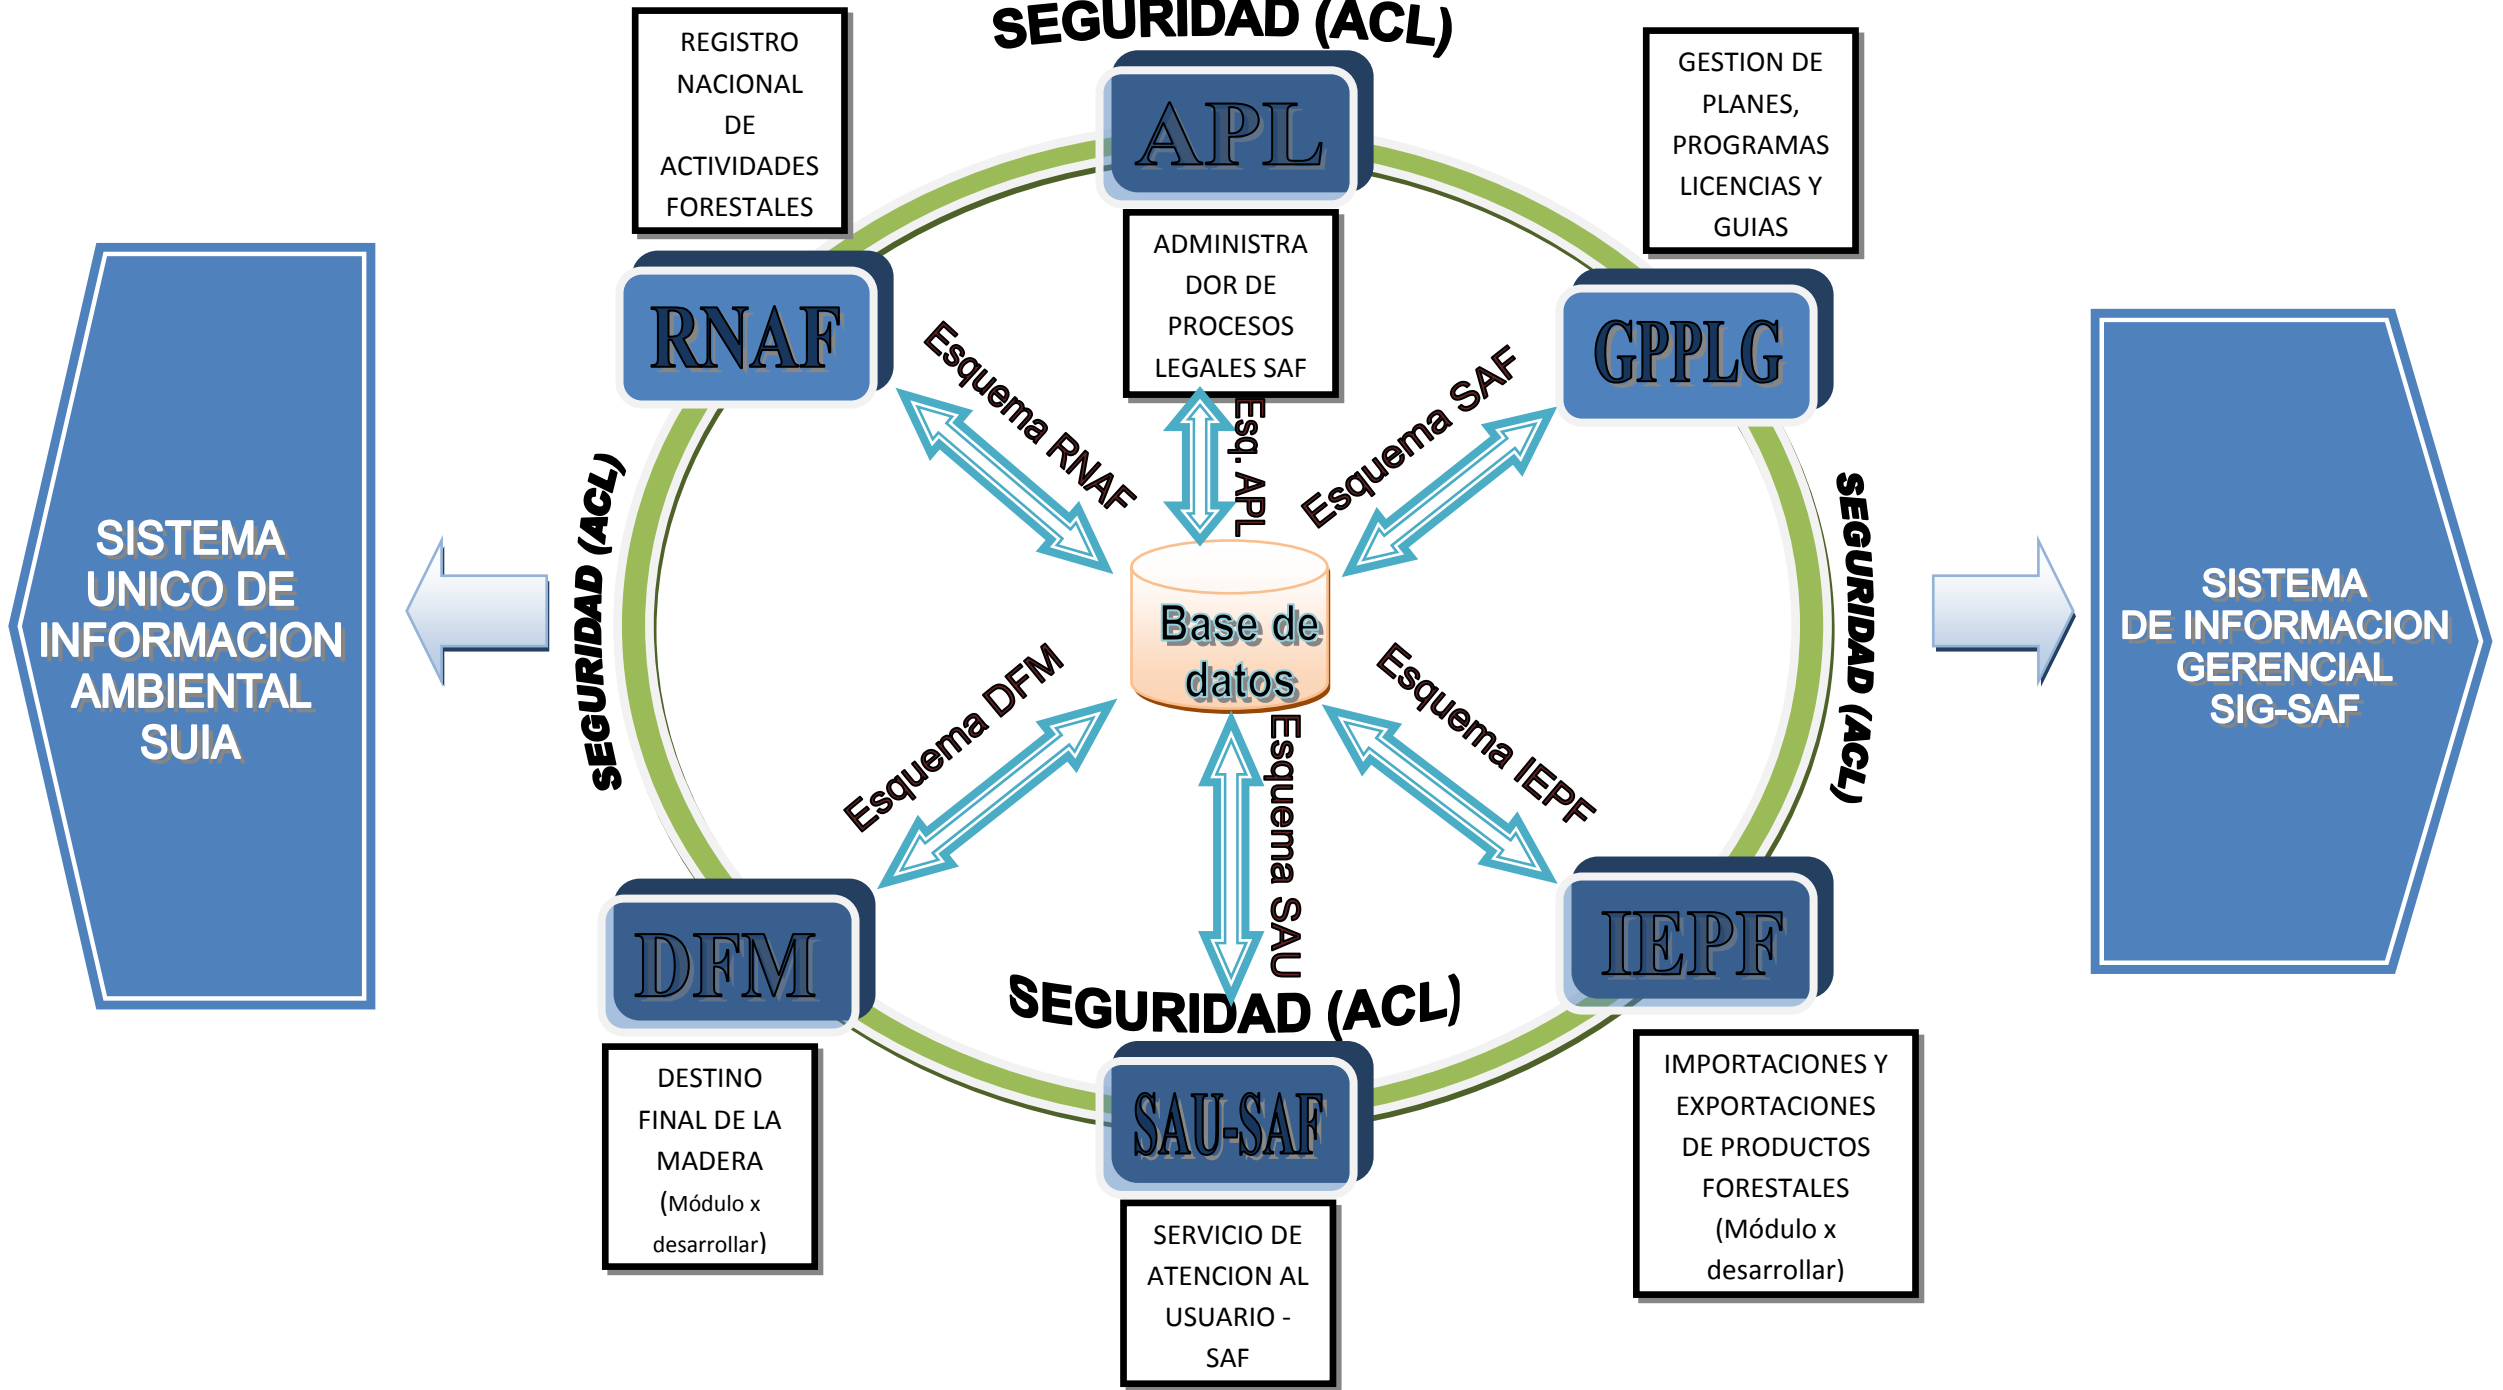 SEGURIDAD (ACL)
REGISTRO
NACIONAL
DE
ACTIVIDADES
FORESTALES
APL
GESTION DE
PLANES,
PROGRAMAS
LICENCIAS Y
GUIAS
RNAF
ADMINISTRA
DOR DE
PROCESOS
LEGALES SAF
GPPLG
Esquema RNAF
Esq. APL
Esquema SAF
SISTEMA
UNICO DE
INFORMACION
AMBIENTAL
SUIA
SEGURIDAD (ACL)
Base de
datos
SEGURIDAD (ACL)
SISTEMA
DE INFORMACION
GERENCIAL
SIG-SAF
Esquema DFM
Esquema SAU
Esquema IEPF
DFM
SEGURIDAD (ACL)
IEPF
DESTINO
FINAL DE LA
MADERA
(Módulo x
desarrollar)
SAU-SAF
IMPORTACIONES Y
EXPORTACIONES
DE PRODUCTOS
FORESTALES
(Módulo x
desarrollar)
SERVICIO DE
ATENCION AL
USUARIO -
SAF